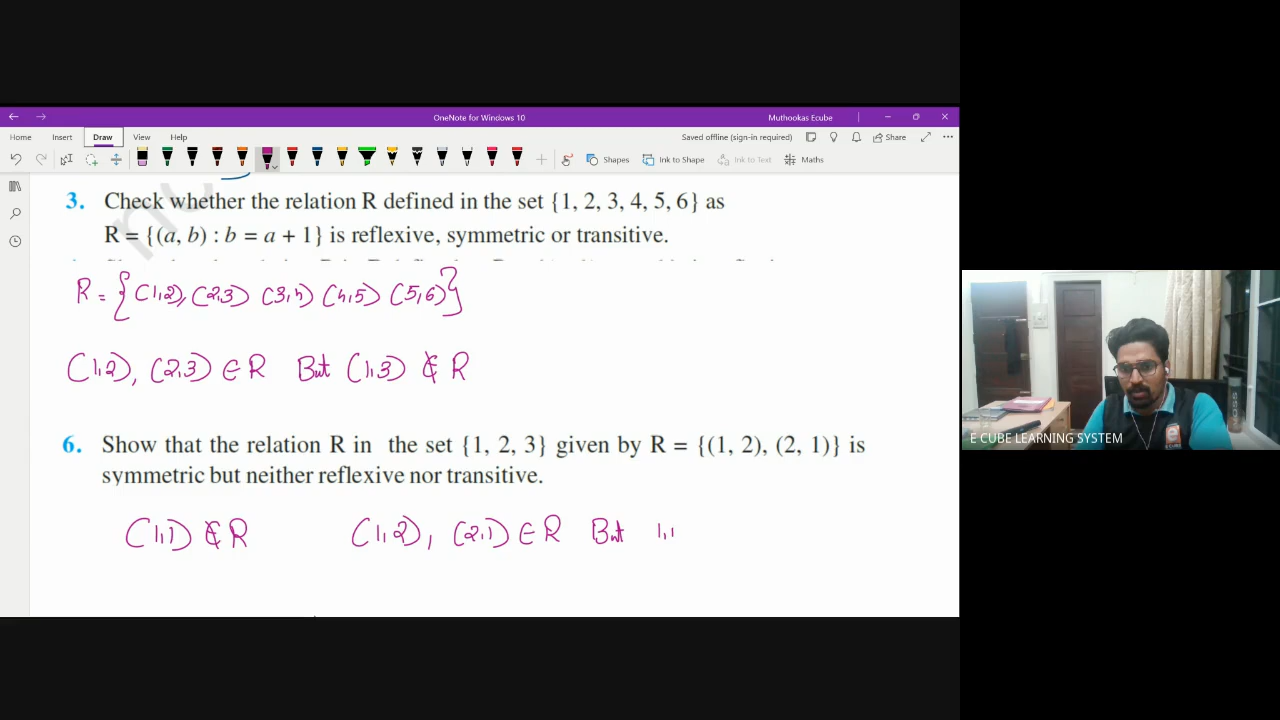 OneNote for Windows 10
Muthookas Ecube
Home Insert Draw View Help
Saved offline (sign-in required) Share
Shapes Ink to Shape Ink to Text Maths
3. Check whether the relation R defined in the set {1, 2, 3, 4, 5, 6} as
R = {(a, b) : b = a + 1} is reflexive, symmetric or transitive.
R = {(1,2), (2,3) (3,4) (4,5) (5,6)}
(1,2), (2,3) ∈ R But (1,3) ∉ R
6. Show that the relation R in the set {1, 2, 3} given by R = {(1, 2), (2, 1)} is
symmetric but neither reflexive nor transitive.
(1,1) ∉ R (1,2), (2,1) ∈ R But 1,1
E CUBE LEARNING SYSTEM